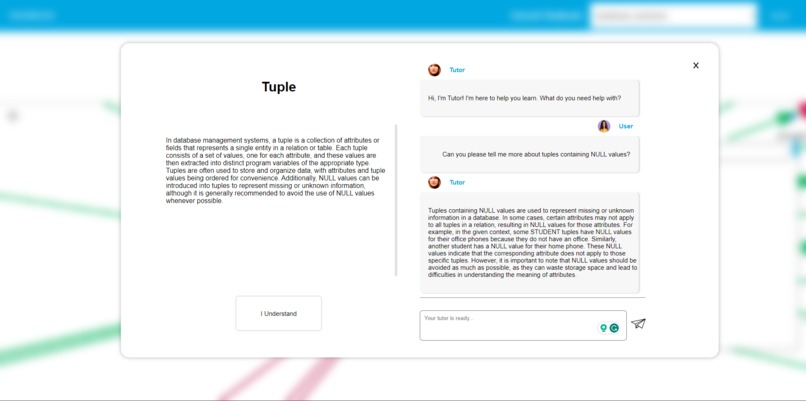 Tuple
In database management systems, a tuple is a collection of attributes or
fields that represents a single entity in a relation or table. Each tuple
consists of a set of values, one for each attribute, and these values are
then extracted into distinct program variables of the appropriate type.
Tuples are often used to store and organize data, with attributes and tuple
values being ordered for convenience. Additionally, NULL values can be
introduced into tuples to represent missing or unknown information,
although it is generally recommended to avoid the use of NULL values
whenever possible.
I Understand
X
Tutor
Hi, I'm Tutor! I'm here to help you learn. What do you need help with?
User
Can you please tell me more about tuples containing NULL values?
Tutor
Tuples containing NULL values are used to represent missing or unknown
information in a database. In some cases, certain attributes may not apply
to all tuples in a relation, resulting in NULL values for those attributes. For
example, in the given context, some STUDENT tuples have NULL values
for their office phones because they do not have an office. Similarly,
another student has a NULL value for their home phone. These NULL
values indicate that the corresponding attribute does not apply to those
specific tuples. However, it is important to note that NULL values should be
avoided as much as possible, as they can waste storage space and lead to
difficulties in understanding the meaning of attributes.
Your tutor is ready...